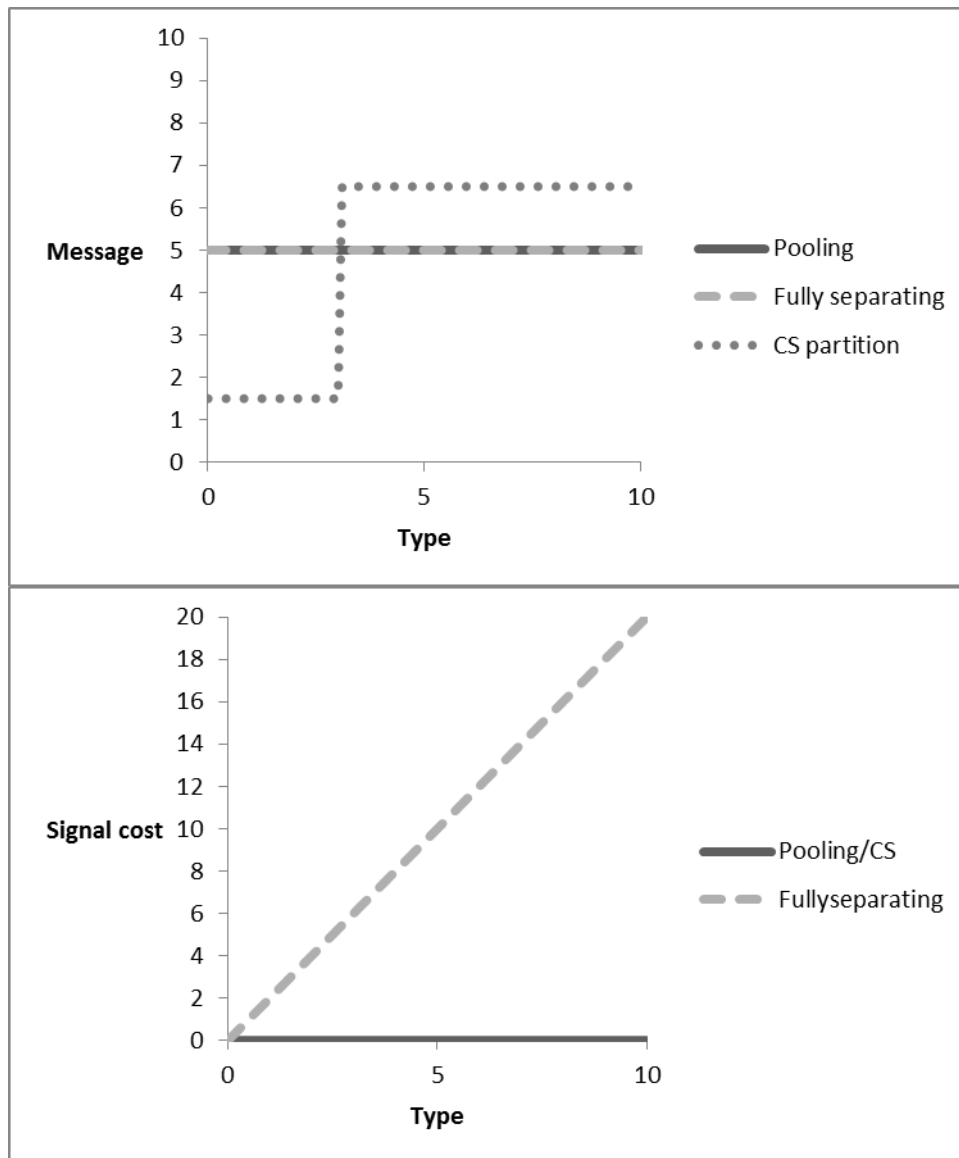 10
9
8
7
6
Message 5
4
3
2
1
0
0 5 10
Type
Pooling
Fully separating
CS partition
20
18
16
14
12
Signal cost 10
8
6
4
2
0
0 5 10
Type
Pooling/CS
Fullyseparating